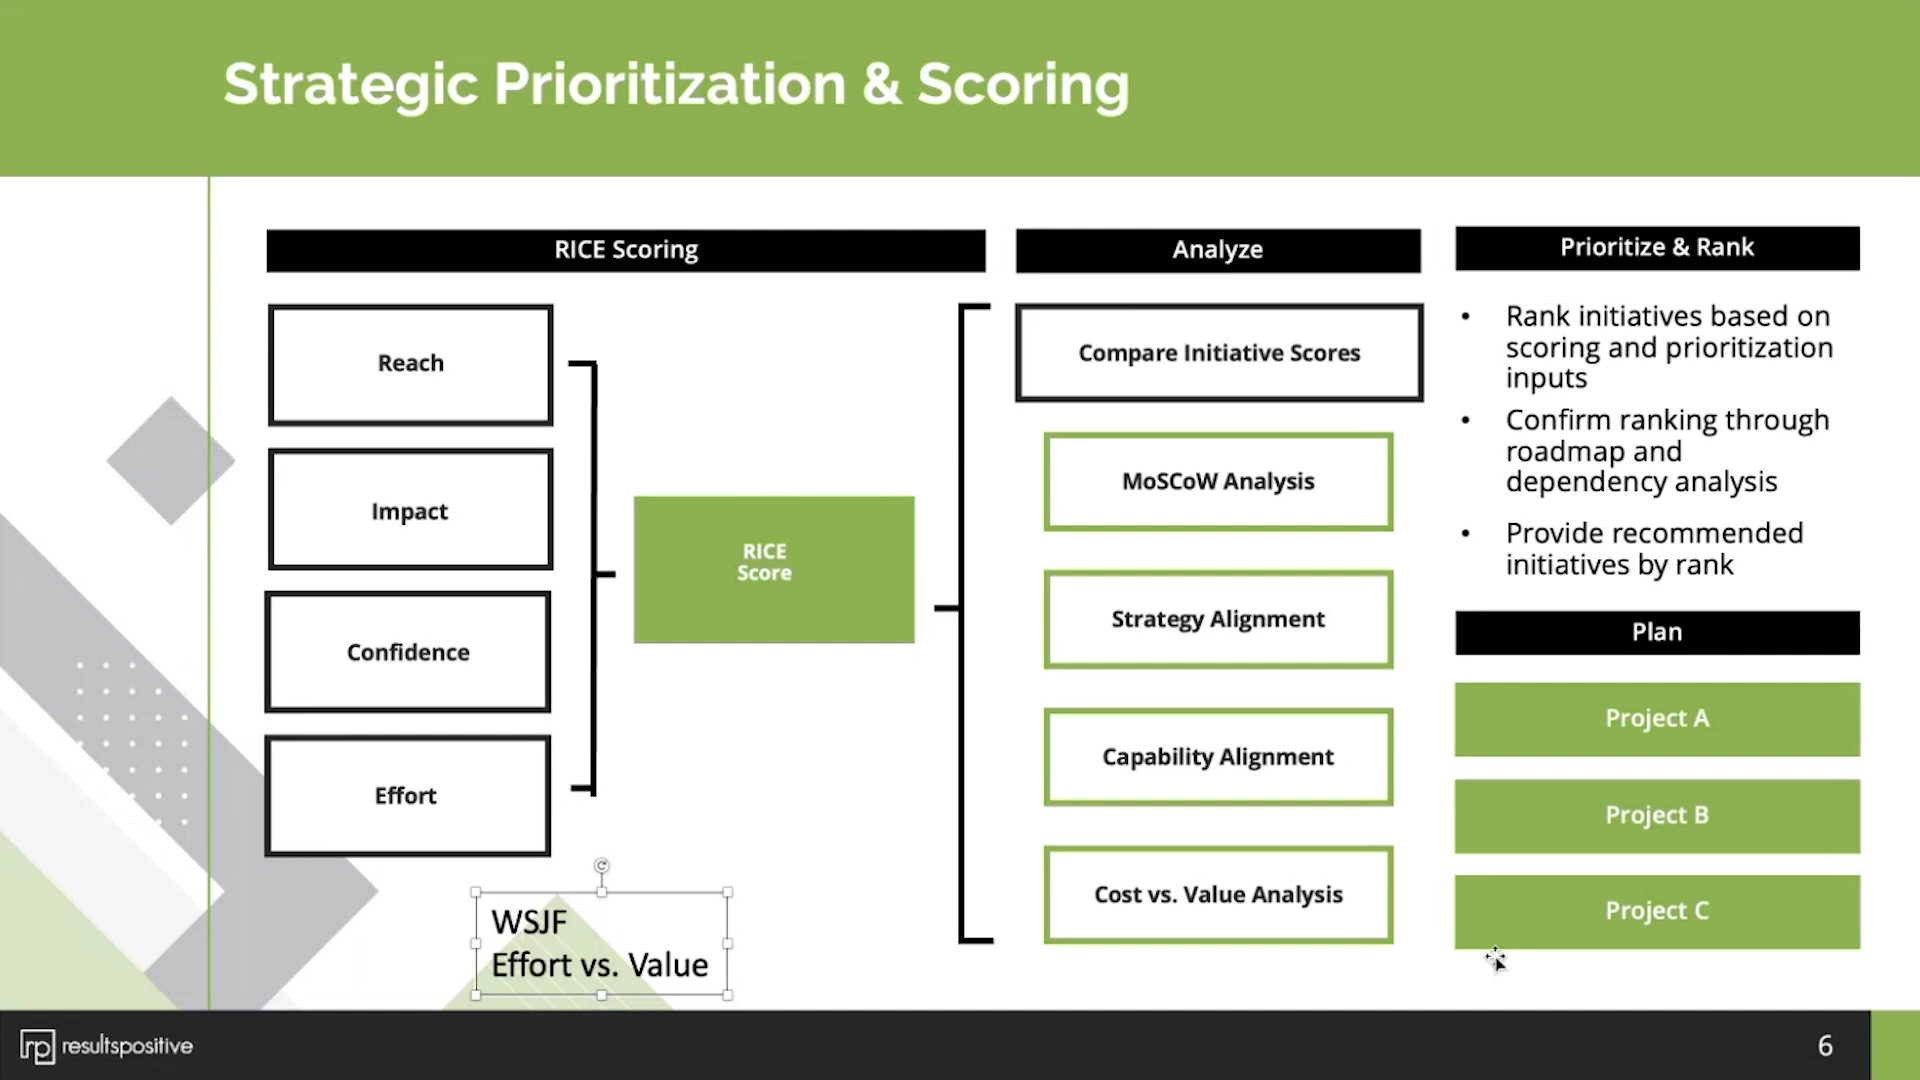 Strategic Prioritization & Scoring
RICE Scoring
Reach
Impact
Confidence
Effort
RICE
Score
WSJF
Effort vs. Value
Analyze
Compare Initiative Scores
MoSCoW Analysis
Strategy Alignment
Capability Alignment
Cost vs. Value Analysis
Prioritize & Rank
• Rank initiatives based on
scoring and prioritization
inputs
• Confirm ranking through
roadmap and
dependency analysis
• Provide recommended
initiatives by rank
Plan
Project A
Project B
Project C
rp resultspositive
6